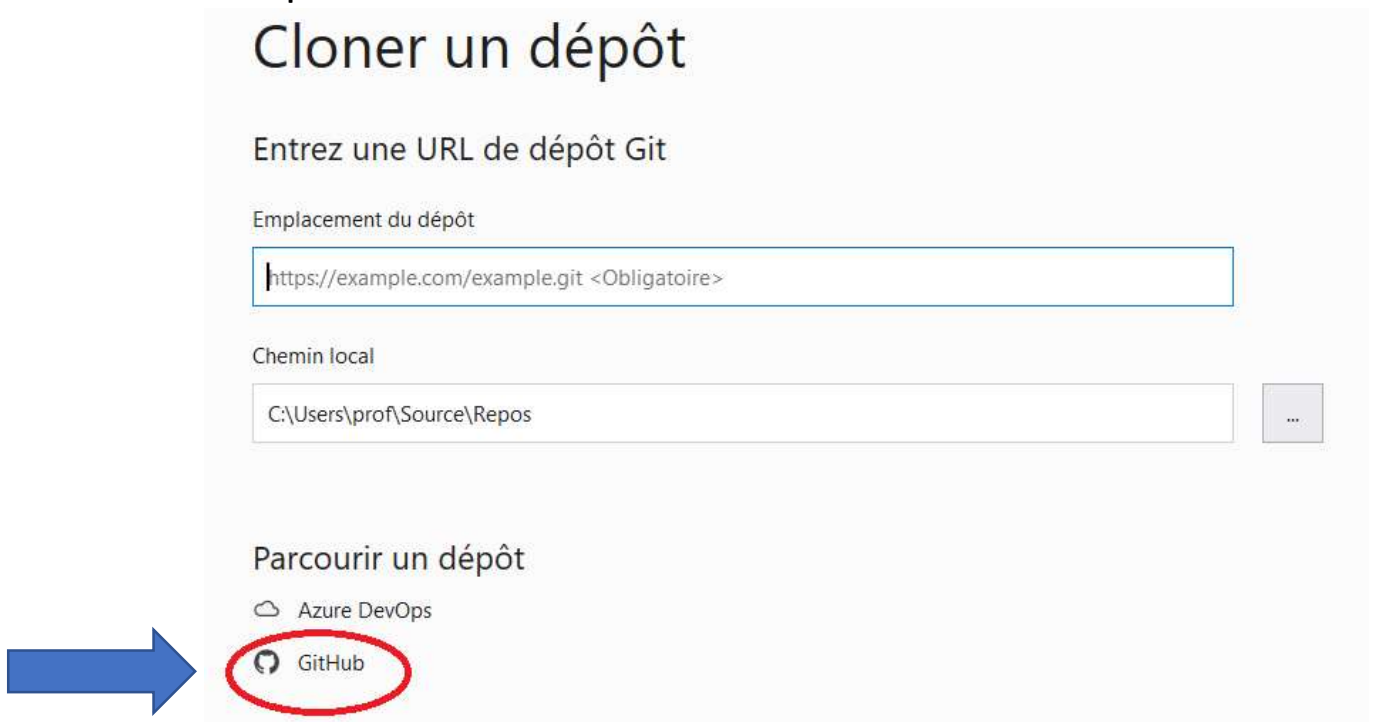 Cloner un dépôt
Entrez une URL de dépôt Git
Emplacement du dépôt
https://example.com/example.git <Obligatoire>
Chemin local
C:\Users\prof\Source\Repos
...
Parcourir un dépôt
Azure DevOps
GitHub